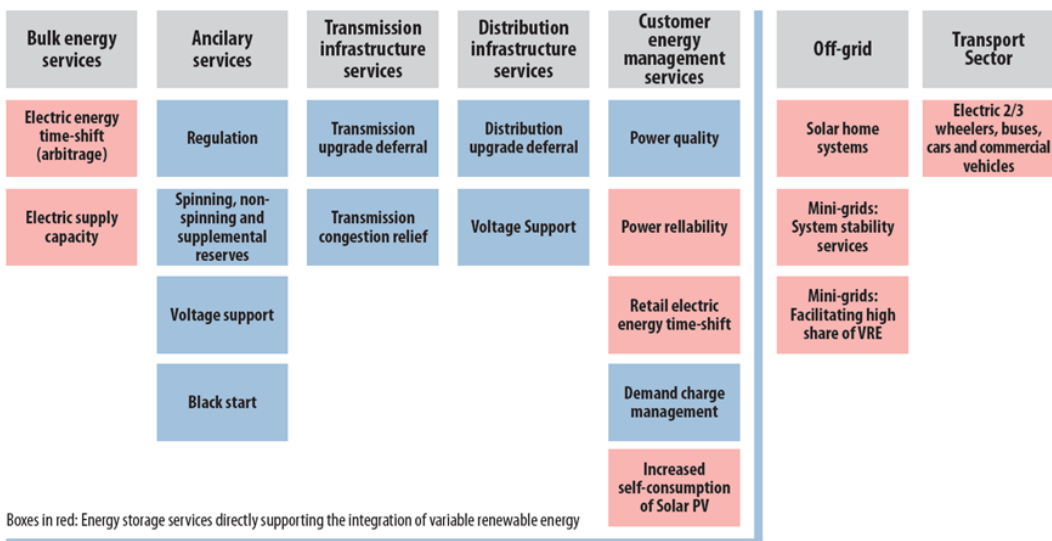 Bulk energy
services
Electric energy
time-shift
(arbitrage)
Electric supply
capacity
Ancilary
services
Regulation
Spinning, non-
spinning and
supplemental
reserves
Voltage support
Black start
Transmission
infrastructure
services
Transmission
upgrade deferral
Transmission
congestion relief
Distribution
infrastructure
services
Distribution
upgrade deferral
Voltage Support
Customer
energy
management
services
Power quality
Power rellability
Retail electric
energy time-shift
Demand charge
management
Increased
self-consumption
of Solar PV
Off-grid
Solar home
systems
Mini-grids:
System stability
services
Mini-grids:
Facilitating high
share of VRE
Transport
Sector
Electric 2/3
wheelers, buses,
cars and commercial
vehicles
Boxes in red: Energy storage services directly supporting the integration of variable renewable energy